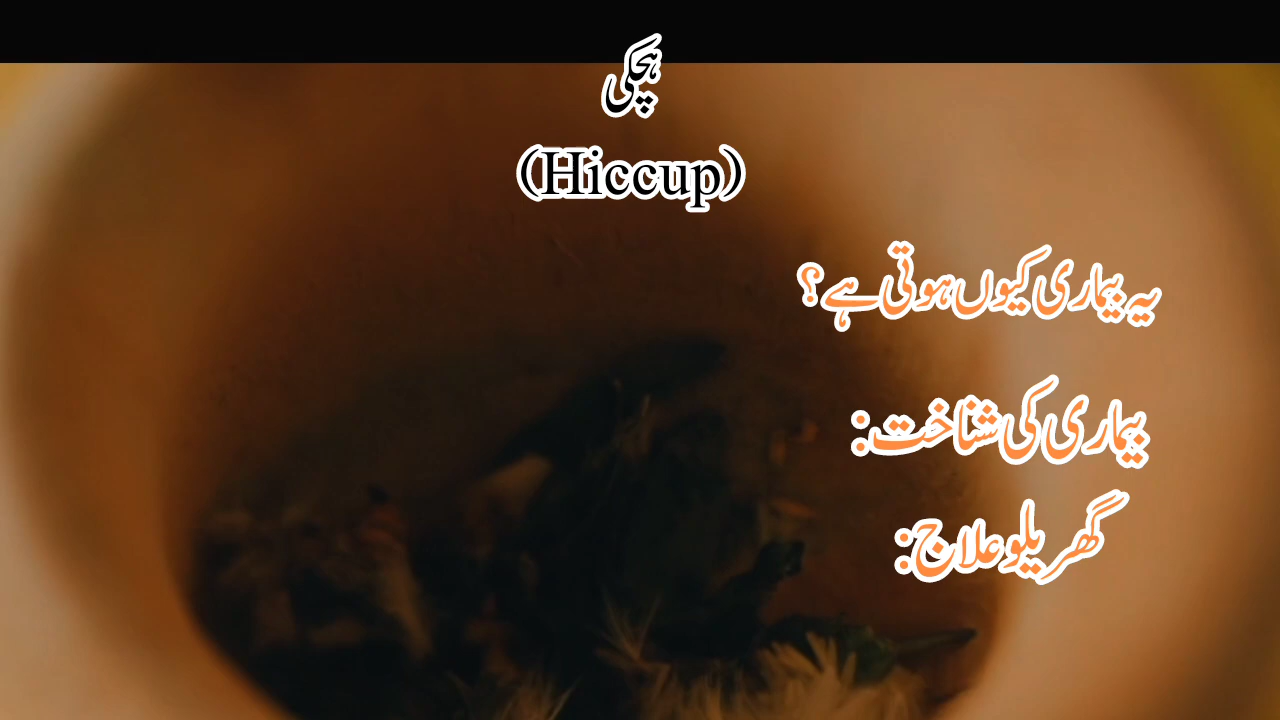 ہچکی
(Hiccup)
یہ بیماری کیوں ہوتی ہے؟
بیماری کی شناخت:
گھریلو علاج: